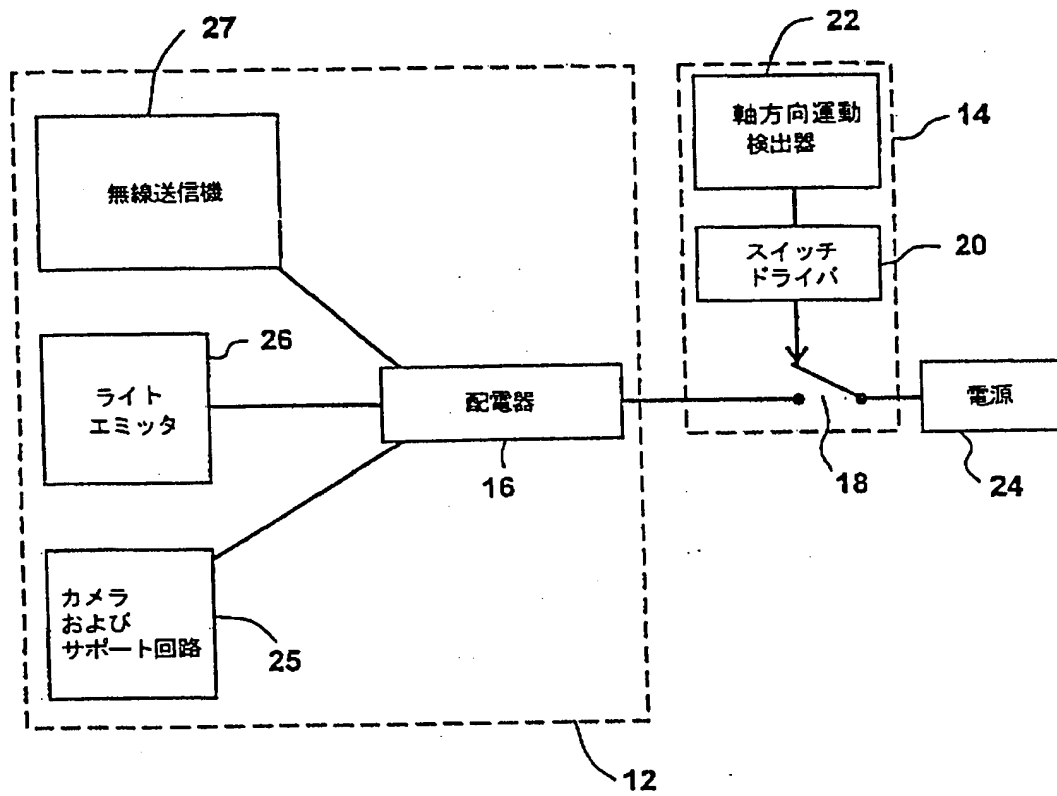 27
22
軸方向運動
検出器
14
無線送信機
スイッチ
ドライバ
20
26
ライト
エミッタ
配電器
16
18
電源
24
カメラ
および
サポート回路
25
12